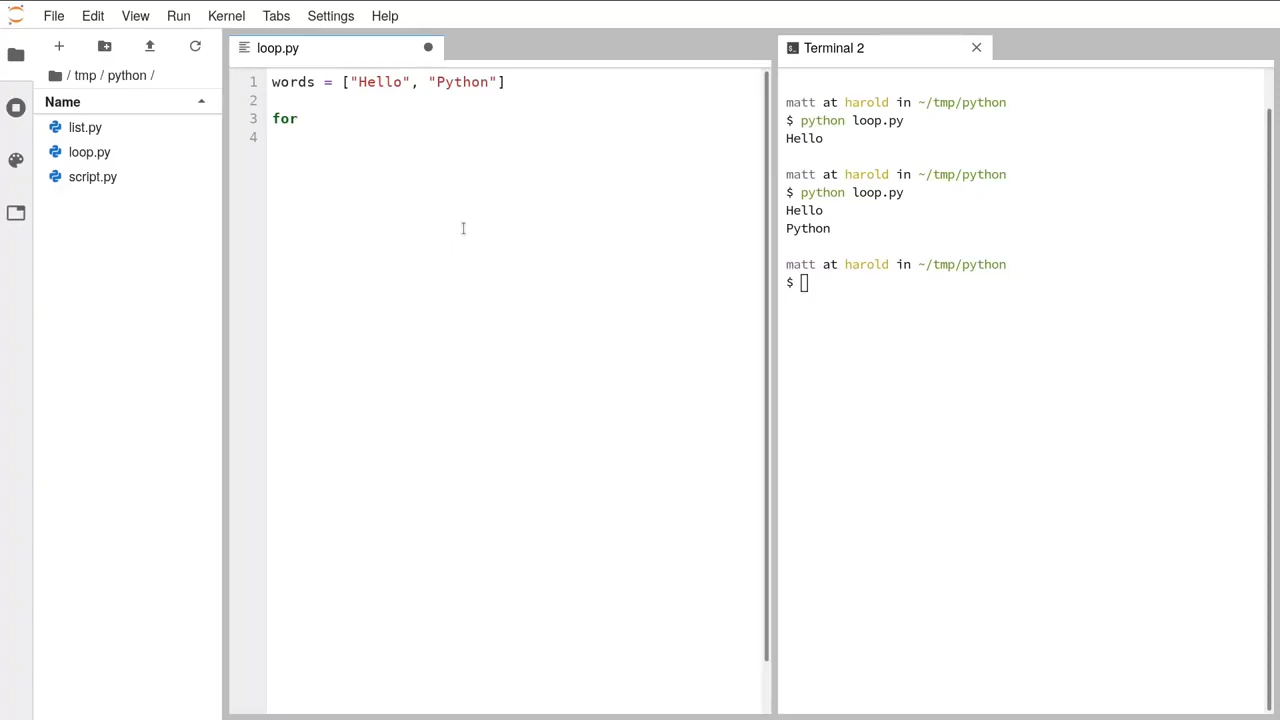 File Edit View Run Kernel Tabs Settings Help
loop.py
Terminal 2
/ tmp / python /
Name
list.py
loop.py
script.py
1 words = ["Hello", "Python"]
2
3 for
4
matt at harold in ~/tmp/python
$ python loop.py
Hello
matt at harold in ~/tmp/python
$ python loop.py
Hello
Python
matt at harold in ~/tmp/python
$